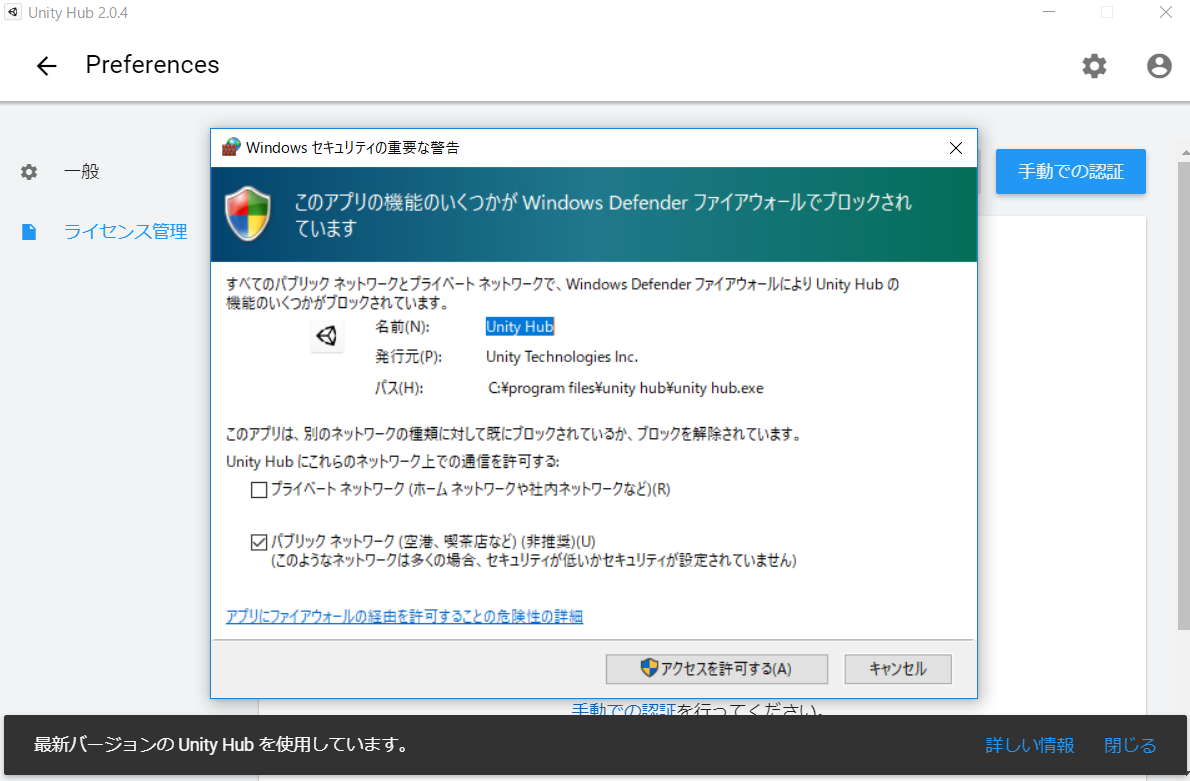 Unity Hub 2.0.4
Preferences
一般
ライセンス管理
手動での認証
Windows セキュリティの重要な警告
このアプリの機能のいくつかが Windows Defender ファイアウォールでブロックされ
ています
すべてのパブリック ネットワークとプライベート ネットワークで、Windows Defender ファイアウォールにより Unity Hub の
機能のいくつかがブロックされています。
名前(N): Unity Hub
発行元(P): Unity Technologies Inc.
パス(H): C:¥program files¥unity hub¥unity hub.exe
このアプリは、別のネットワークの種類に対して既にブロックされているか、ブロックを解除されています。
Unity Hub にこれらのネットワーク上での通信を許可する:
プライベート ネットワーク (ホーム ネットワークや社内ネットワークなど)(R)
パブリック ネットワーク (空港、喫茶店など) (非推奨)(U)
(このようなネットワークは多くの場合、セキュリティが低いかセキュリティが設定されていません)
アプリにファイアウォールの経由を許可することの危険性の詳細
アクセスを許可する(A) キャンセル
手動での認証を行ってください。
最新バージョンの Unity Hub を使用しています。 詳しい情報 閉じる